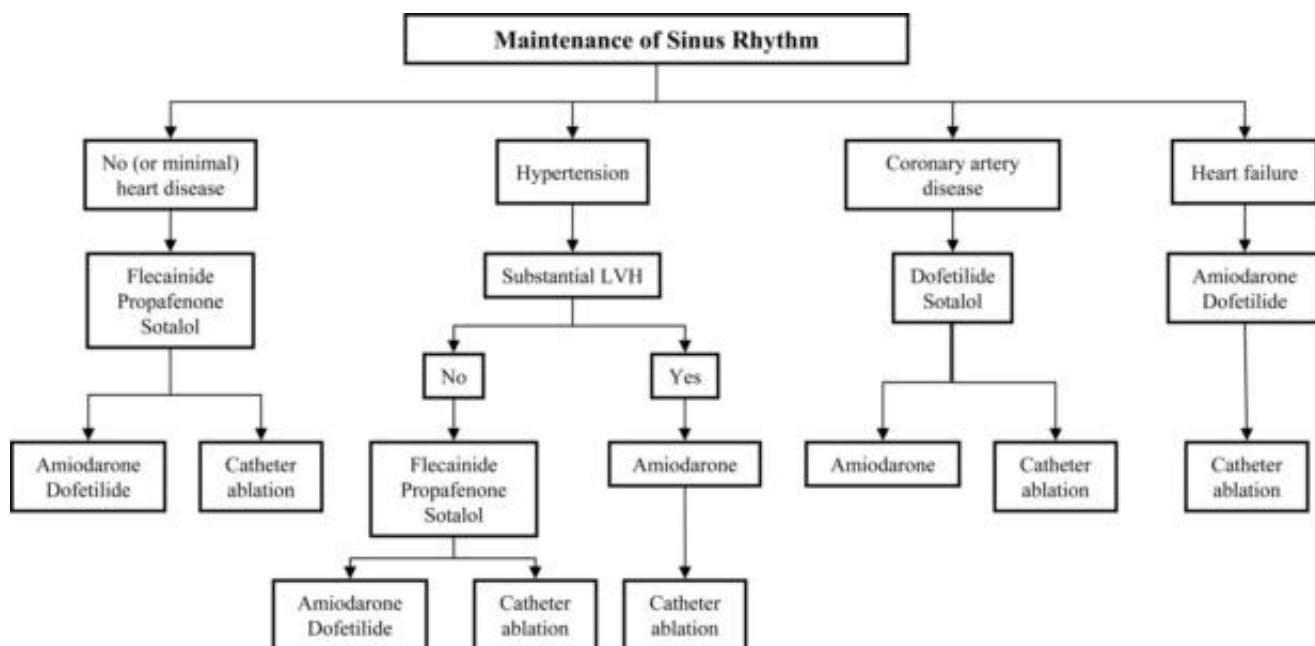 Maintenance of Sinus Rhythm
No (or minimal)
heart disease
Hypertension
Coronary artery
disease
Heart failure
Flecainide
Propafenone
Sotalol
Substantial LVH
Dofetilide
Sotalol
Amiodarone
Dofetilide
No
Yes
Amiodarone
Dofetilide
Catheter
ablation
Flecainide
Propafenone
Sotalol
Amiodarone
Amiodarone
Catheter
ablation
Catheter
ablation
Amiodarone
Dofetilide
Catheter
ablation
Catheter
ablation